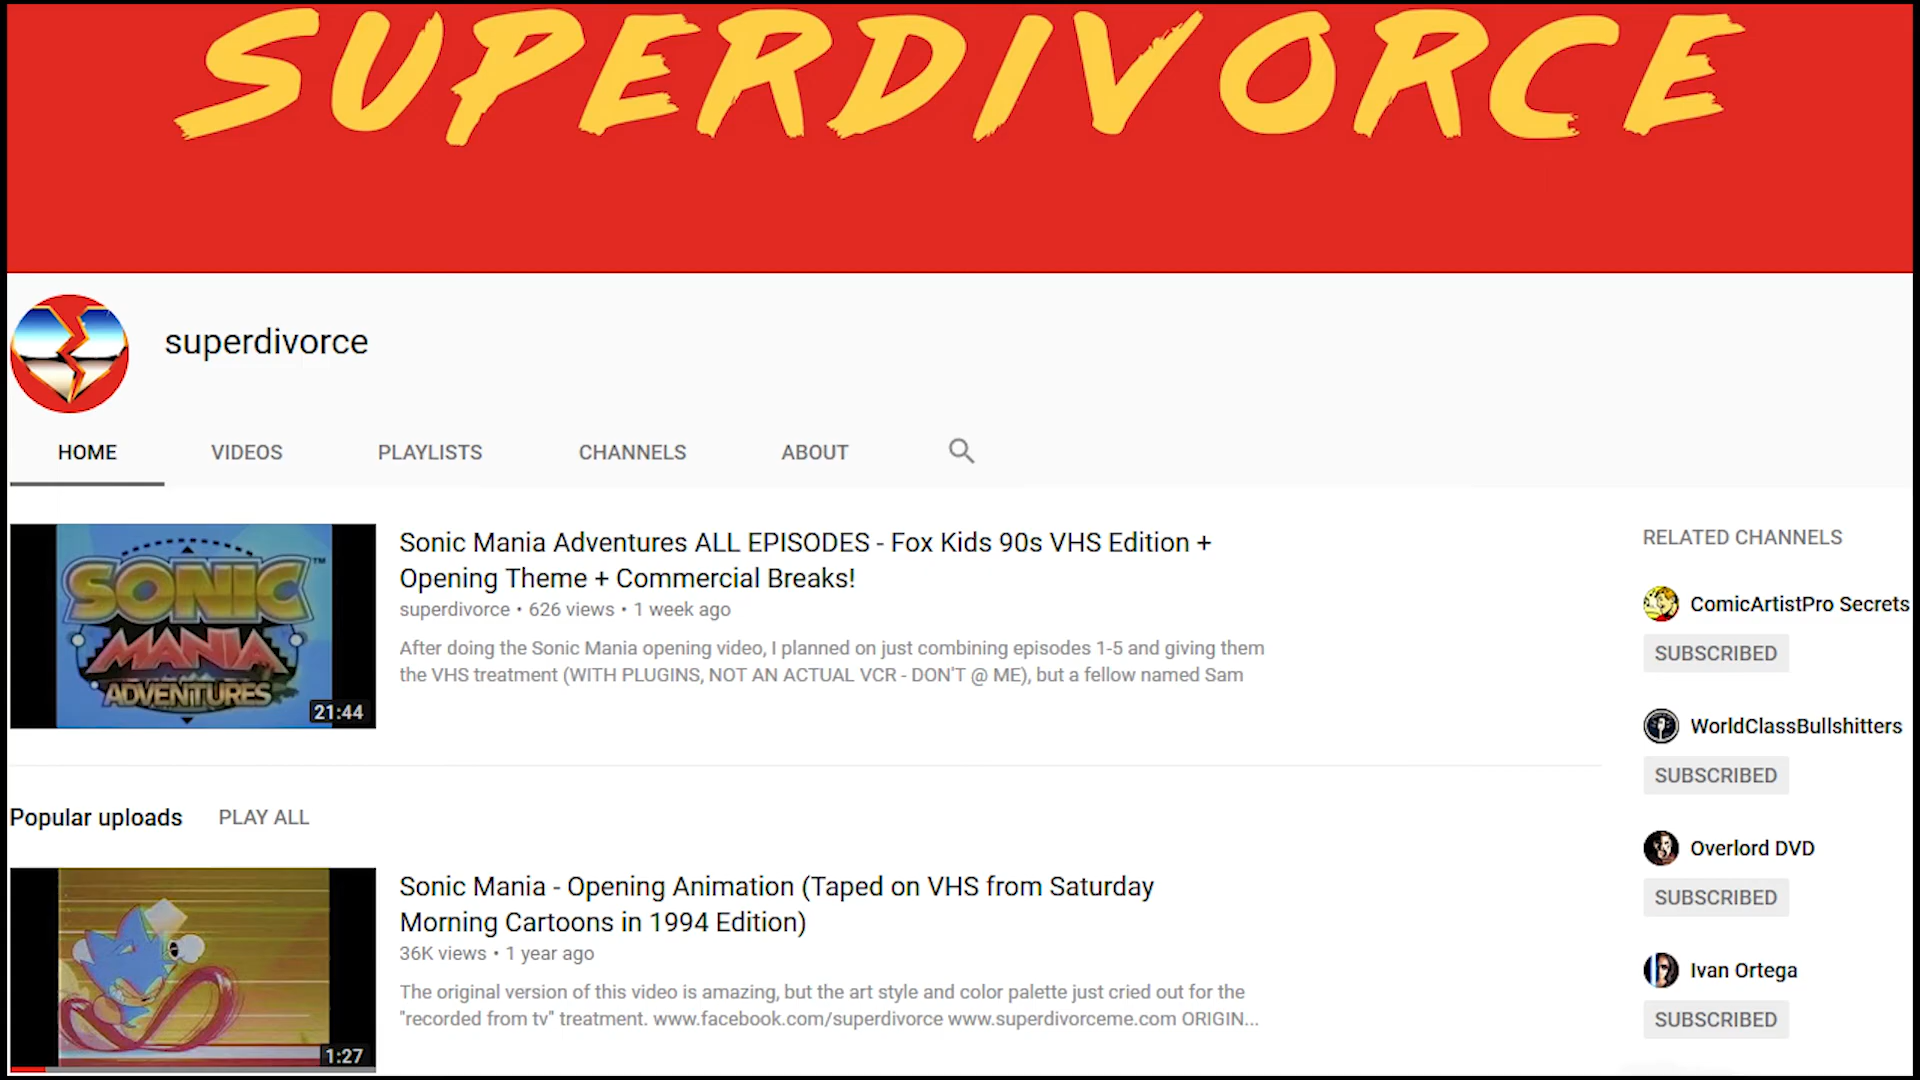 SUPERDIVORCE
superdivorce
HOME VIDEOS PLAYLISTS CHANNELS ABOUT
SONIC
MANIA
ADVENTURES
TM
21:44
Sonic Mania Adventures ALL EPISODES - Fox Kids 90s VHS Edition +
Opening Theme + Commercial Breaks!
superdivorce • 626 views • 1 week ago
After doing the Sonic Mania opening video, I planned on just combining episodes 1-5 and giving them
the VHS treatment (WITH PLUGINS, NOT AN ACTUAL VCR - DON'T @ ME), but a fellow named Sam
Popular uploads PLAY ALL
1:27
Sonic Mania - Opening Animation (Taped on VHS from Saturday
Morning Cartoons in 1994 Edition)
36K views • 1 year ago
The original version of this video is amazing, but the art style and color palette just cried out for the
"recorded from tv" treatment. www.facebook.com/superdivorce www.superdivorceme.com ORIGIN...
RELATED CHANNELS
ComicArtistPro Secrets
SUBSCRIBED
WorldClassBullshitters
SUBSCRIBED
Overlord DVD
SUBSCRIBED
Ivan Ortega
SUBSCRIBED